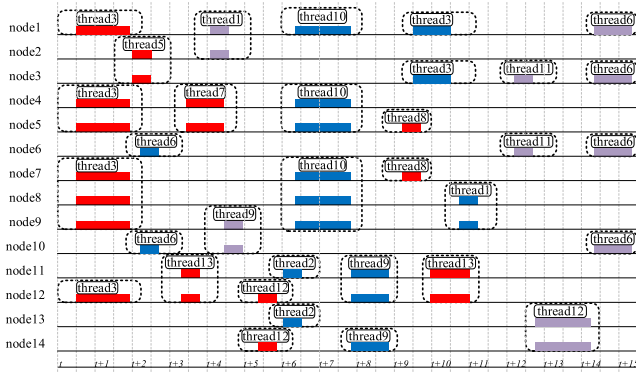 node1 thread3 thread1 thread10 thread3 thread6
node2 thread5
node3 thread3 thread11 thread6
node4 thread3 thread7 thread10
node5 thread8
node6 thread6 thread11 thread6
node7 thread3 thread10 thread8
node8 thread1
node9 thread9
node10 thread6 thread6
node11 thread13 thread2 thread9 thread13
node12 thread3 thread12
node13 thread2 thread12
node14 thread12 thread9
t t+1 t+2 t+3 t+4 t+5 t+6 t+7 t+8 t+9 t+10 t+11 t+12 t+13 t+14 t+15